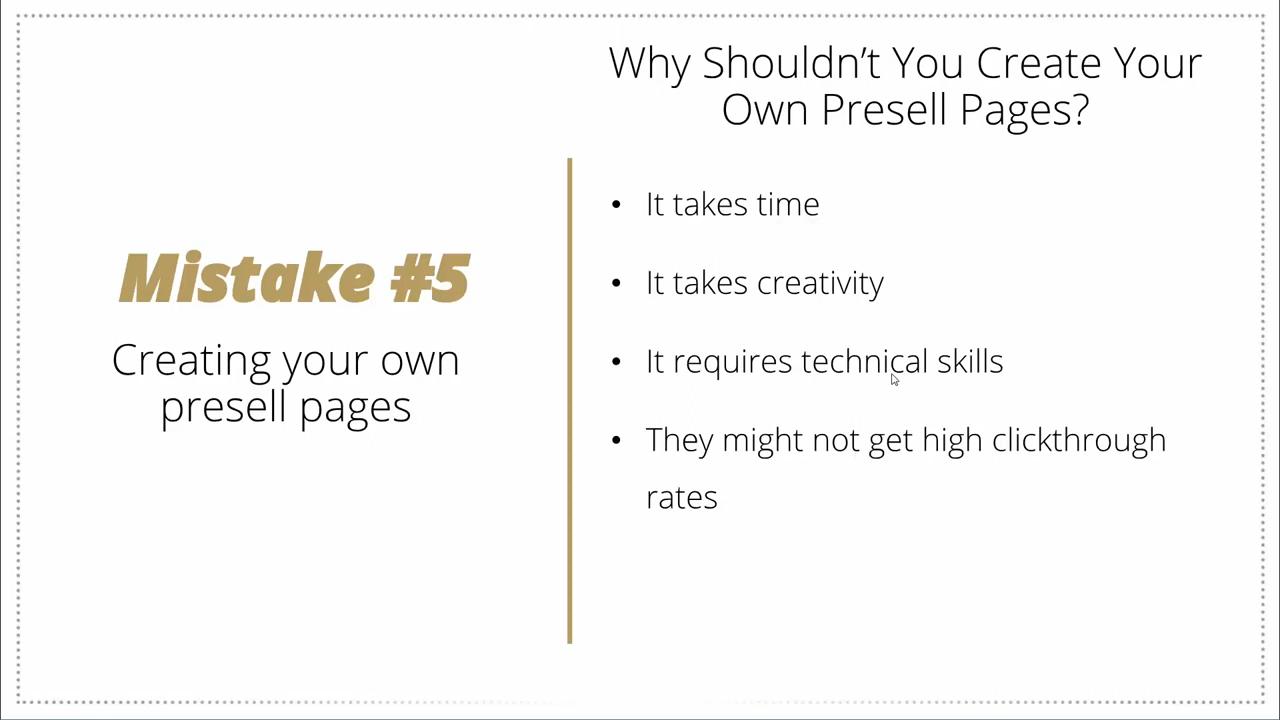 Mistake #5
Creating your own
presell pages
Why Shouldn’t You Create Your
Own Presell Pages?
• It takes time
• It takes creativity
• It requires technical skills
• They might not get high clickthrough
rates